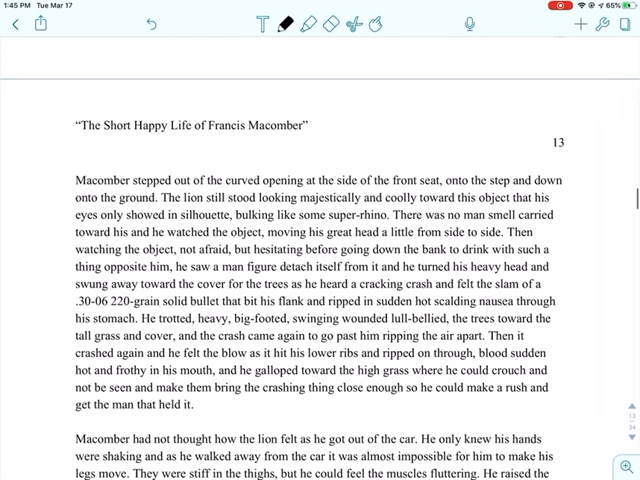 1:45 PM Tue Mar 17
65%
T
“The Short Happy Life of Francis Macomber”
13
Macomber stepped out of the curved opening at the side of the front seat, onto the step and down
onto the ground. The lion still stood looking majestically and coolly toward this object that his
eyes only showed in silhouette, bulking like some super-rhino. There was no man smell carried
toward his and he watched the object, moving his great head a little from side to side. Then
watching the object, not afraid, but hesitating before going down the bank to drink with such a
thing opposite him, he saw a man figure detach itself from it and he turned his heavy head and
swung away toward the cover for the trees as he heard a cracking crash and felt the slam of a
.30-06 220-grain solid bullet that bit his flank and ripped in sudden hot scalding nausea through
his stomach. He trotted, heavy, big-footed, swinging wounded lull-bellied, the trees toward the
tall grass and cover, and the crash came again to go past him ripping the air apart. Then it
crashed again and he felt the blow as it hit his lower ribs and ripped on through, blood sudden
hot and frothy in his mouth, and he galloped toward the high grass where he could crouch and
not be seen and make them bring the crashing thing close enough so he could make a rush and
get the man that held it.
Macomber had not thought how the lion felt as he got out of the car. He only knew his hands
were shaking and as he walked away from the car it was almost impossible for him to make his
legs move. They were stiff in the thighs, but he could feel the muscles fluttering. He raised the
13
34